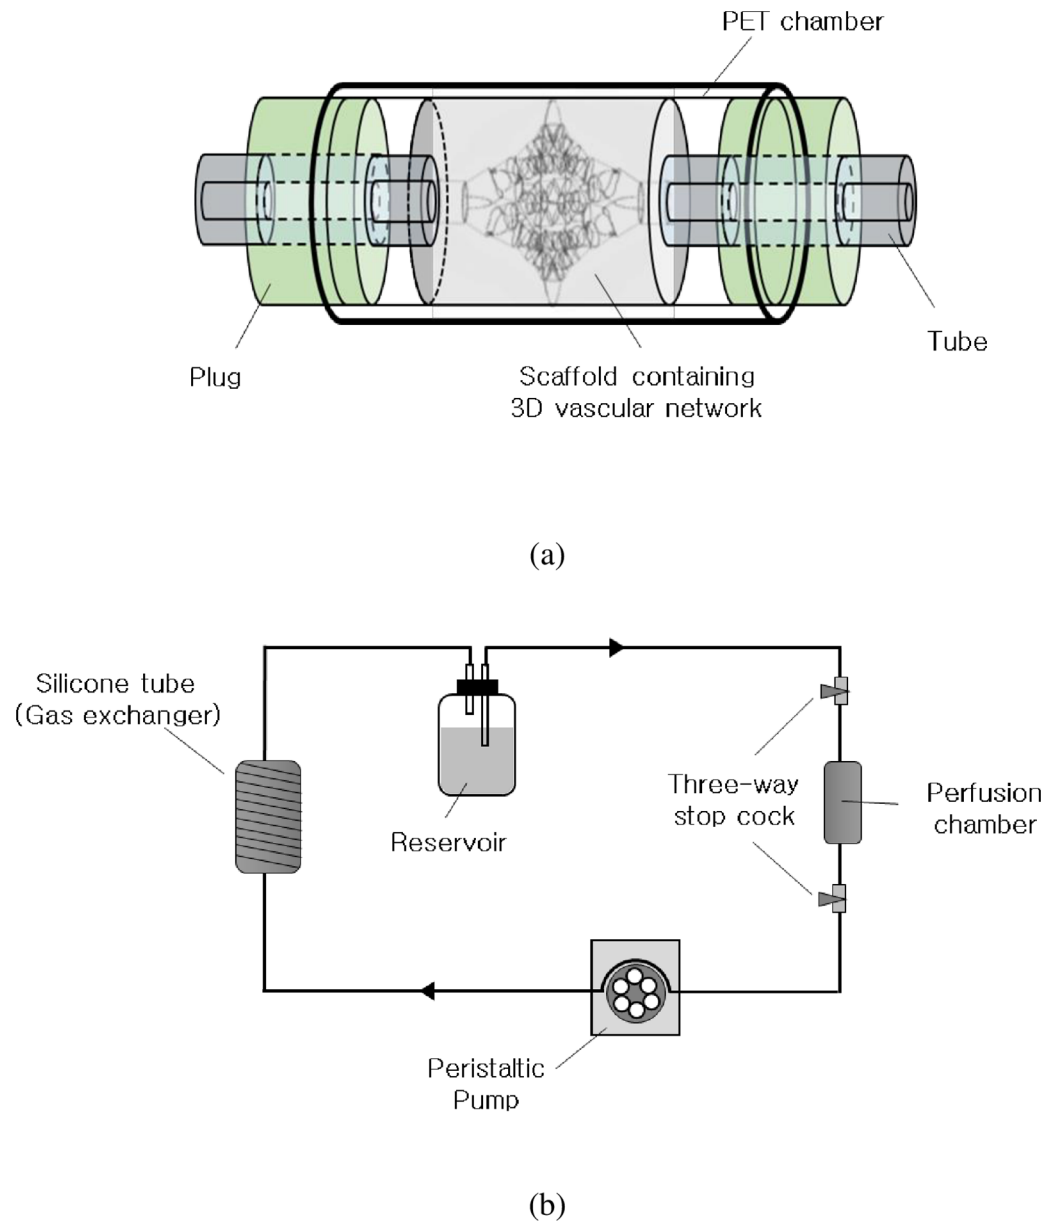 PET chamber
Tube
Plug
Scaffold containing
3D vascular network
(a)
Silicone tube
(Gas exchanger)
Reservoir
Three-way
stop cock
Perfusion
chamber
Peristaltic
Pump
(b)